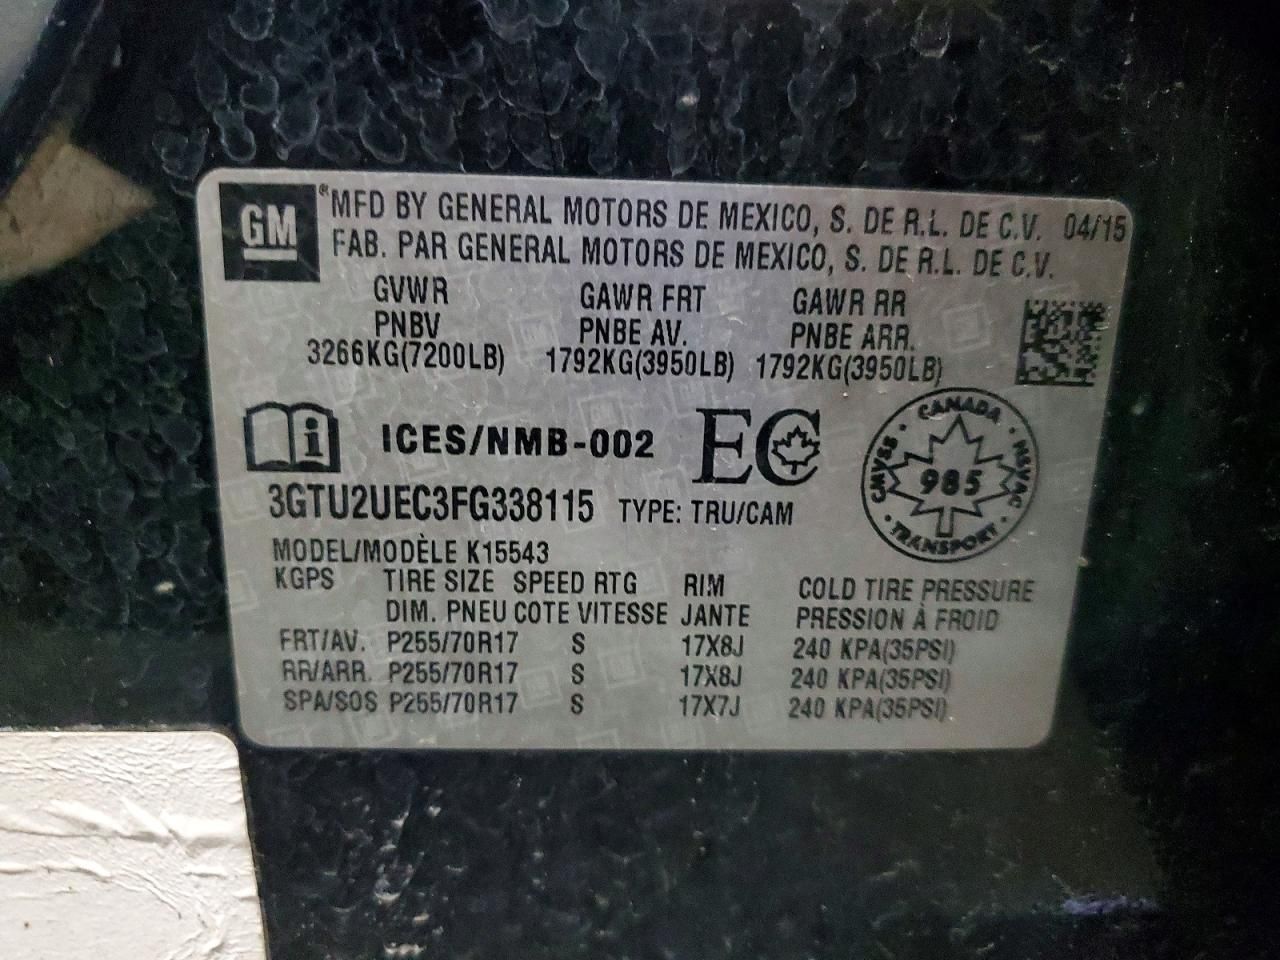 GM
® MFD BY GENERAL MOTORS DE MEXICO, S. DE R.L. DE C.V. 04/15
FAB. PAR GENERAL MOTORS DE MEXICO, S. DE R.L. DE C.V.
GVWR GAWR FRT GAWR RR
PNBV PNBE AV. PNBE ARR.
3266KG(7200LB) 1792KG(3950LB) 1792KG(3950LB)
i ICES/NMB-002 EC
CANADA
CMVSS · NSVAC
985
TRANSPORT
3GTU2UEC3FG338115 TYPE: TRU/CAM
MODEL/MODÈLE K15543
KGPS TIRE SIZE SPEED RTG RIM COLD TIRE PRESSURE
DIM. PNEU COTE VITESSE JANTE PRESSION À FROID
FRT/AV. P255/70R17 S 17X8J 240 KPA(35PSI)
RR/ARR. P255/70R17 S 17X8J 240 KPA(35PSI)
SPA/SOS P255/70R17 S 17X7J 240 KPA(35PSI)